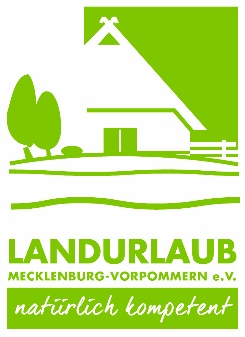 LANDURLAUB
MECKLENBURG-VORPOMMERN e.V.
natürlich kompetent